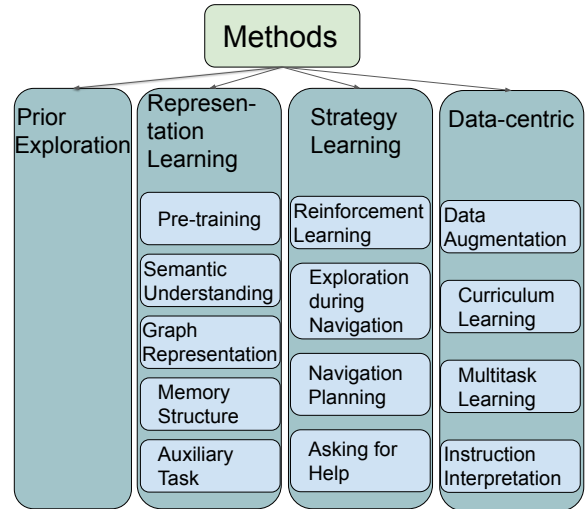 Methods
Prior
Exploration
Represen-
tation
Learning
Pre-training
Semantic
Understanding
Graph
Representation
Memory
Structure
Auxiliary
Task
Strategy
Learning
Reinforcement
Learning
Exploration
during
Navigation
Navigation
Planning
Asking for
Help
Data-centric
Data
Augmentation
Curriculum
Learning
Multitask
Learning
Instruction
Interpretation